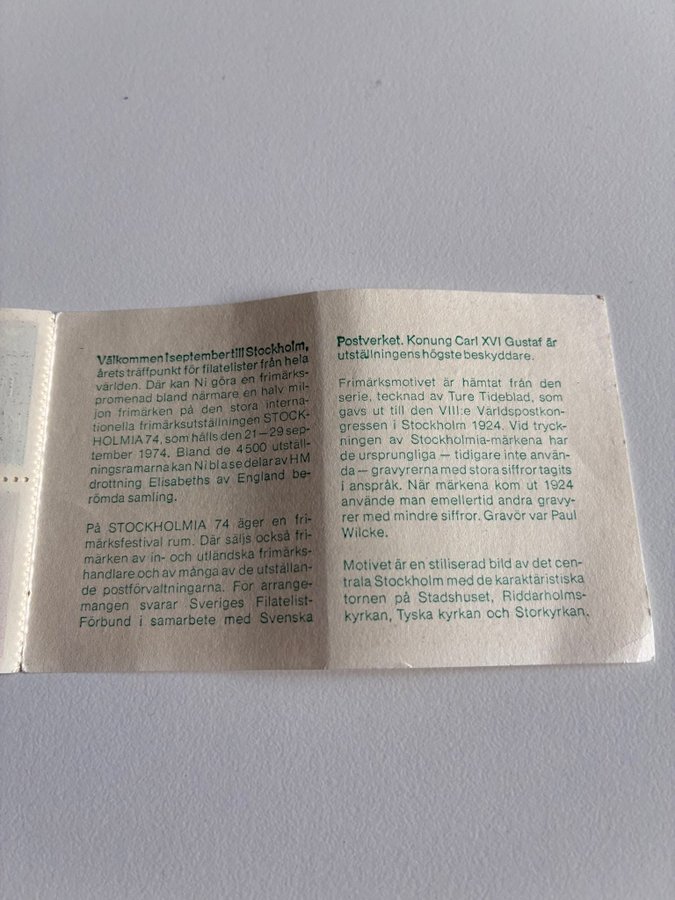 Välkommen i september till Stockholm,
årets träffpunkt för filatelister från hela
världen. Där kan Ni göra en frimärks-
promenad bland närmare en halv mil-
jon frimärken på den stora interna-
tionella frimärksutställningen STOCK-
HOLMIA 74, som hålls den 21–29 sep-
tember 1974. Bland de 4500 utställ-
ningsramarna kan Ni bl a se delar av HM
drottning Elisabeths av England be-
römda samling.
På STOCKHOLMIA 74 äger en fri-
märksfestival rum. Där säljs också fri-
märken av in- och utländska frimärks-
handlare och av många av de utställan-
de postförvaltningarna. För arrange-
mangen svarar Sveriges Filatelist-
Förbund i samarbete med Svenska
Postverket. Konung Carl XVI Gustaf är
utställningens högste beskyddare.
Frimärksmotivet är hämtat från den
serie, tecknad av Ture Tideblad, som
gavs ut till den VIII:e Världspostkon-
gressen i Stockholm 1924. Vid tryck-
ningen av Stockholmia-märkena har
de ursprungliga — tidigare inte använ-
da — gravyrerna med stora siffror tagits
i anspråk. När märkena kom ut 1924
använde man emellertid andra gravy-
rer med mindre siffror. Gravör var Paul
Wilcke.
Motivet är en stiliserad bild av det cen-
trala Stockholm med de karaktäristiska
tornen på Stadshuset, Riddarholms-
kyrkan, Tyska kyrkan och Storkyrkan.